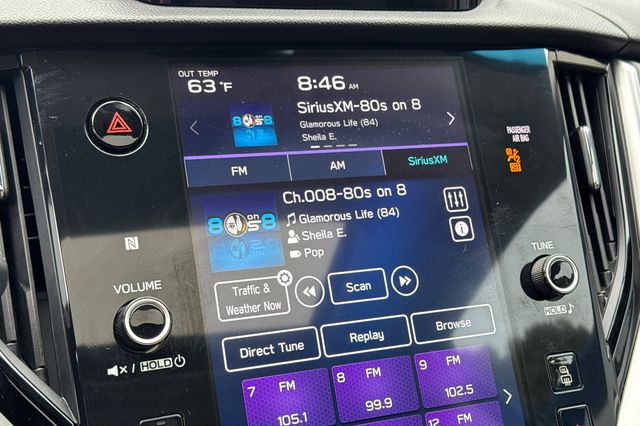 OUT TEMP
63 °F
8:46 AM
SiriusXM-80s on 8
Glamorous Life (84)
Sheila E.
FM
AM
SiriusXM
Ch.008-80s on 8
Glamorous Life (84)
Sheila E.
Pop
Traffic &
Weather Now
Scan
Direct Tune
Replay
Browse
7 FM
105.1
8 FM
99.9
9 FM
102.5
FM
12 FM
PASSENGER
AIR BAG
OFF
VOLUME
HOLD
TUNE
HOLD